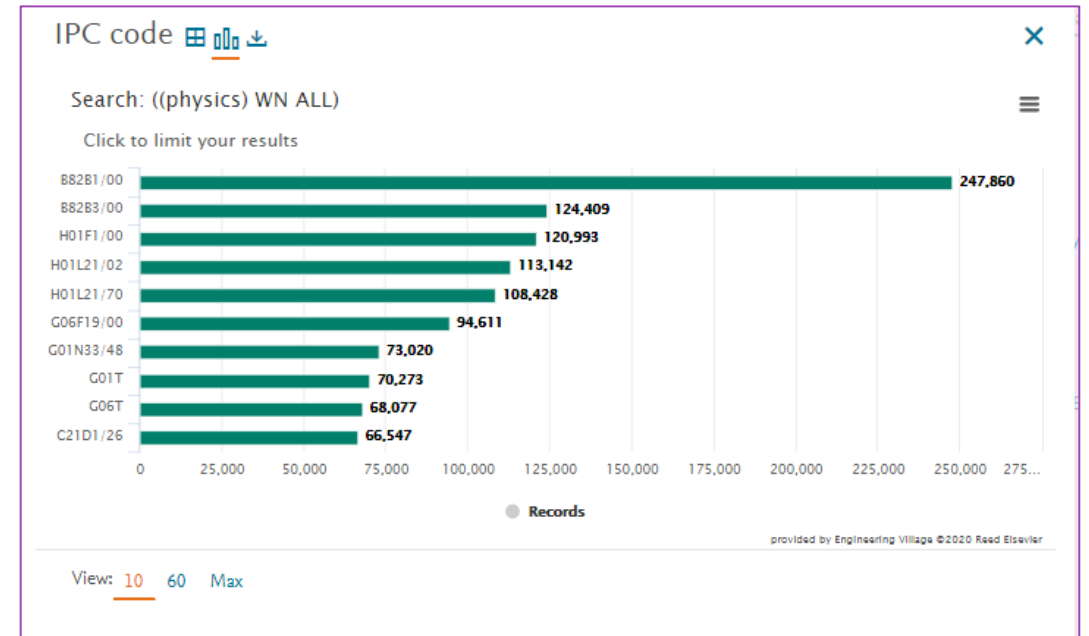 IPC code
Search: ((physics) WN ALL)
Click to limit your results
B82B1/00 247,860
B82B3/00 124,409
H01F1/00 120,993
H01L21/02 113,142
H01L21/70 108,428
G06F19/00 94,611
G01N33/48 73,020
G01T 70,273
G06T 68,077
C21D1/26 66,547
0 25,000 50,000 75,000 100,000 125,000 150,000 175,000 200,000 225,000 250,000 275...
Records
provided by Engineering Village ©2020 Reed Elsevier
View: 10 60 Max